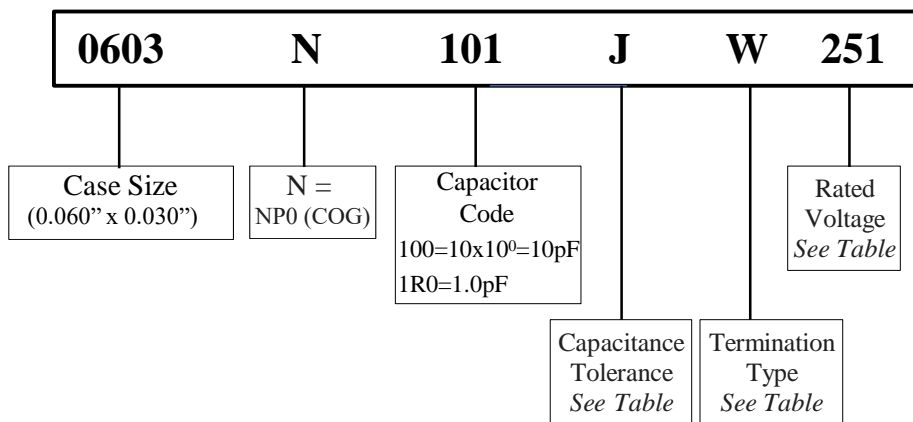 0603 N 101 J W 251
Case Size
(0.060” x 0.030”)
N =
NP0 (COG)
Capacitor
Code
100=10x10⁰=10pF
1R0=1.0pF
Rated
Voltage
See Table
Capacitance
Tolerance
See Table
Termination
Type
See Table